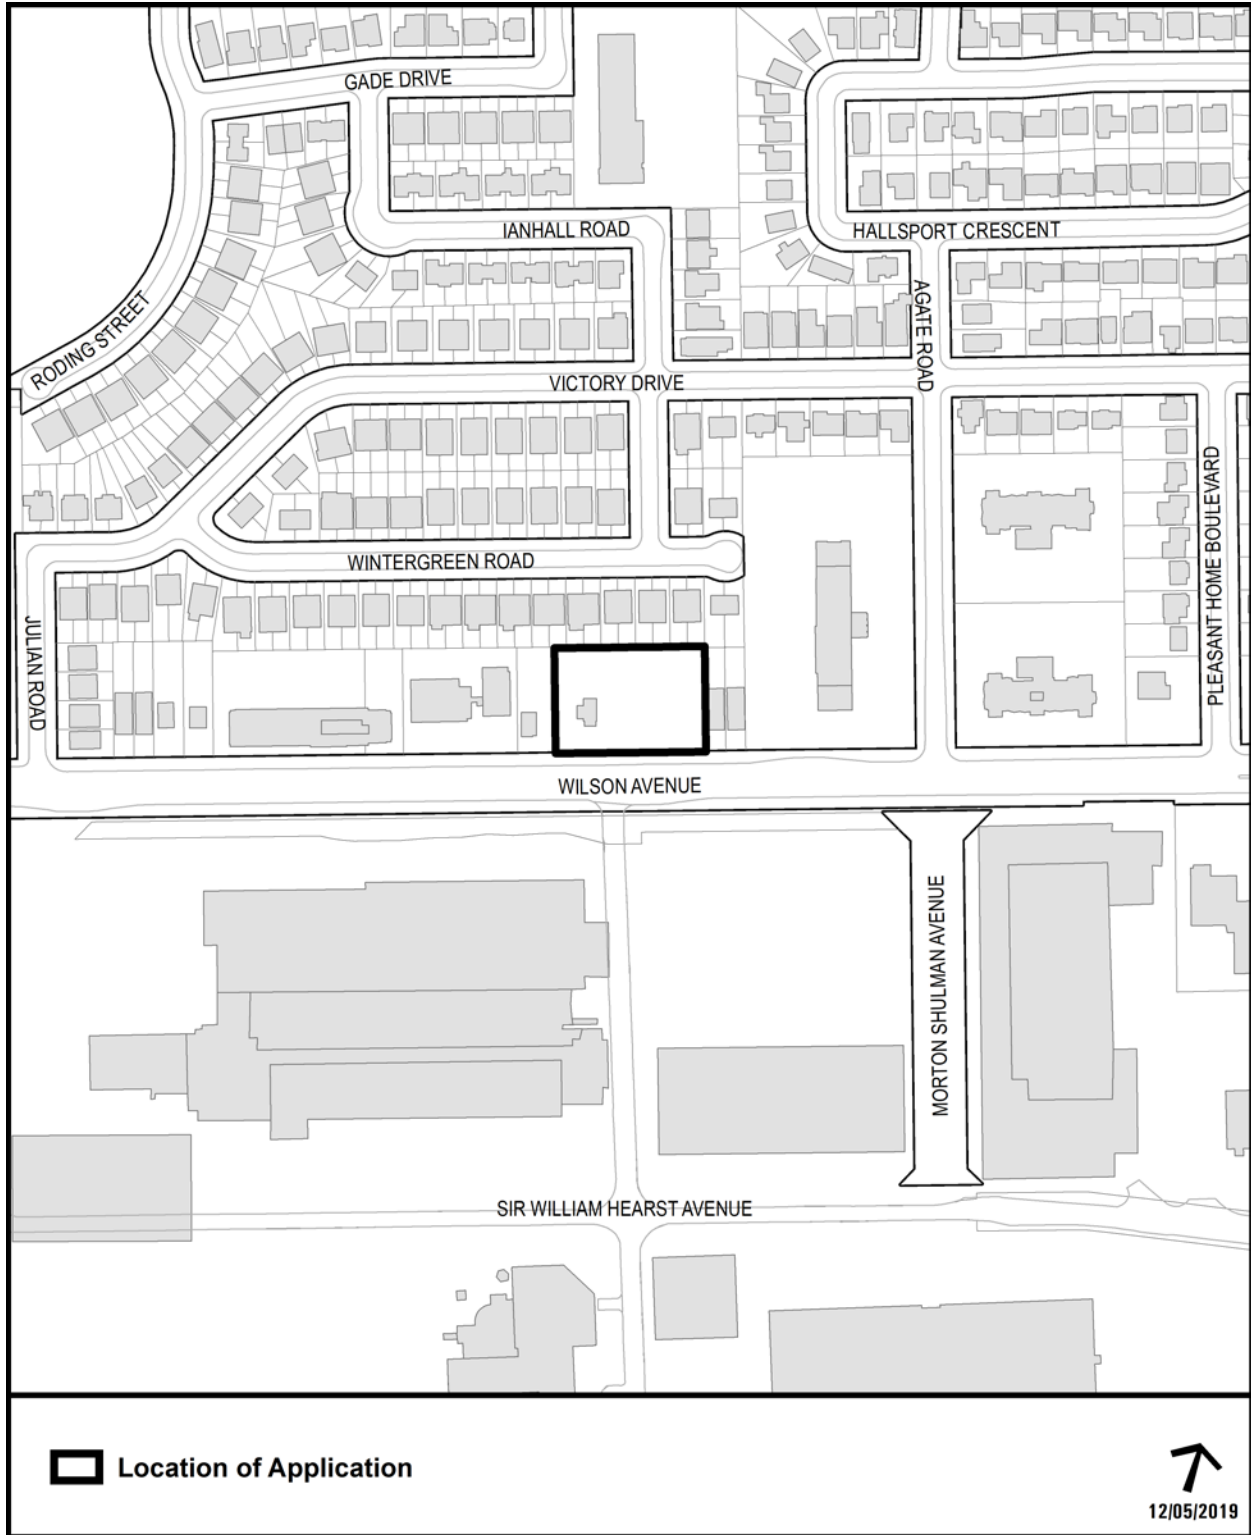 GADE DRIVE
IANHALL ROAD
HALLSPORT CRESCENT
RODING STREET
AGATE ROAD
VICTORY DRIVE
PLEASANT HOME BOULEVARD
WINTERGREEN ROAD
JULIAN ROAD
WILSON AVENUE
MORTON SHULMAN AVENUE
SIR WILLIAM HEARST AVENUE
Location of Application
12/05/2019